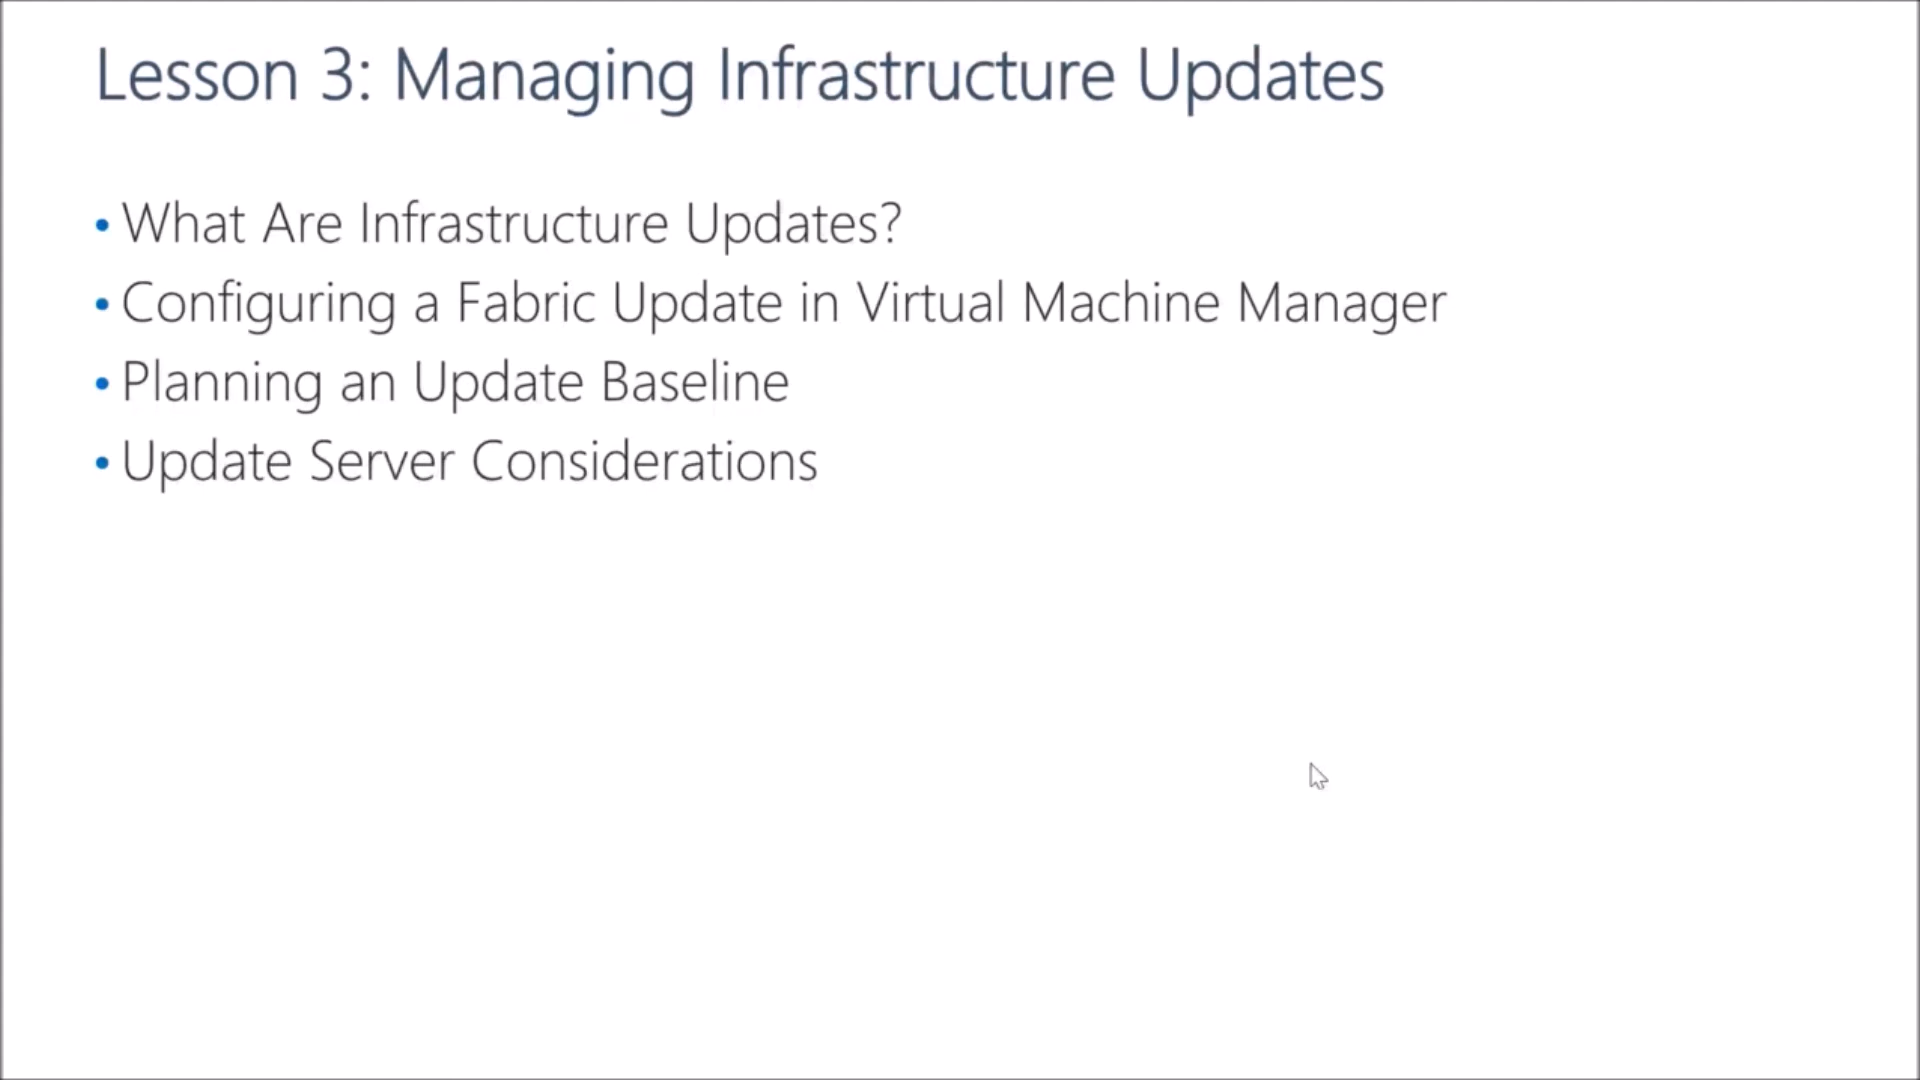 Lesson 3: Managing Infrastructure Updates
• What Are Infrastructure Updates?
• Configuring a Fabric Update in Virtual Machine Manager
• Planning an Update Baseline
• Update Server Considerations